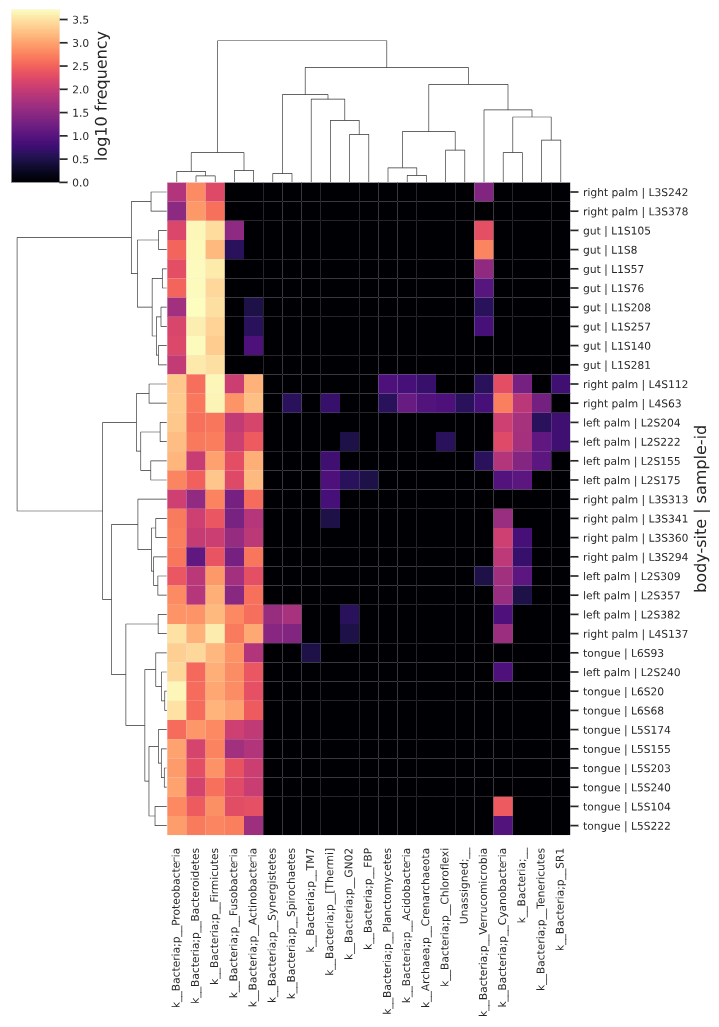 3.5
3.0
2.5
2.0
1.5
1.0
0.5
0.0
log10 frequency
right palm | L3S242
right palm | L3S378
gut | L1S105
gut | L1S8
gut | L1S57
gut | L1S76
gut | L1S208
gut | L1S257
gut | L1S140
gut | L1S281
right palm | L4S112
right palm | L4S63
left palm | L2S204
left palm | L2S222
left palm | L2S155
left palm | L2S175
right palm | L3S313
right palm | L3S341
right palm | L3S360
right palm | L3S294
left palm | L2S309
left palm | L2S357
left palm | L2S382
right palm | L4S137
tongue | L6S93
left palm | L2S240
tongue | L6S20
tongue | L6S68
tongue | L5S174
tongue | L5S155
tongue | L5S203
tongue | L5S240
tongue | L5S104
tongue | L5S222
body-site | sample-id
k__Bacteria;p__Proteobacteria
k__Bacteria;p__Bacteroidetes
k__Bacteria;p__Firmicutes
k__Bacteria;p__Fusobacteria
k__Bacteria;p__Actinobacteria
k__Bacteria;p__Synergistetes
k__Bacteria;p__Spirochaetes
k__Bacteria;p__TM7
k__Bacteria;p__[Thermi]
k__Bacteria;p__GN02
k__Bacteria;p__FBP
k__Bacteria;p__Planctomycetes
k__Bacteria;p__Acidobacteria
k__Archaea;p__Crenarchaeota
k__Bacteria;p__Chloroflexi
Unassigned;__
k__Bacteria;p__Verrucomicrobia
k__Bacteria;p__Cyanobacteria
k__Bacteria;__
k__Bacteria;p__Tenericutes
k__Bacteria;p__SR1